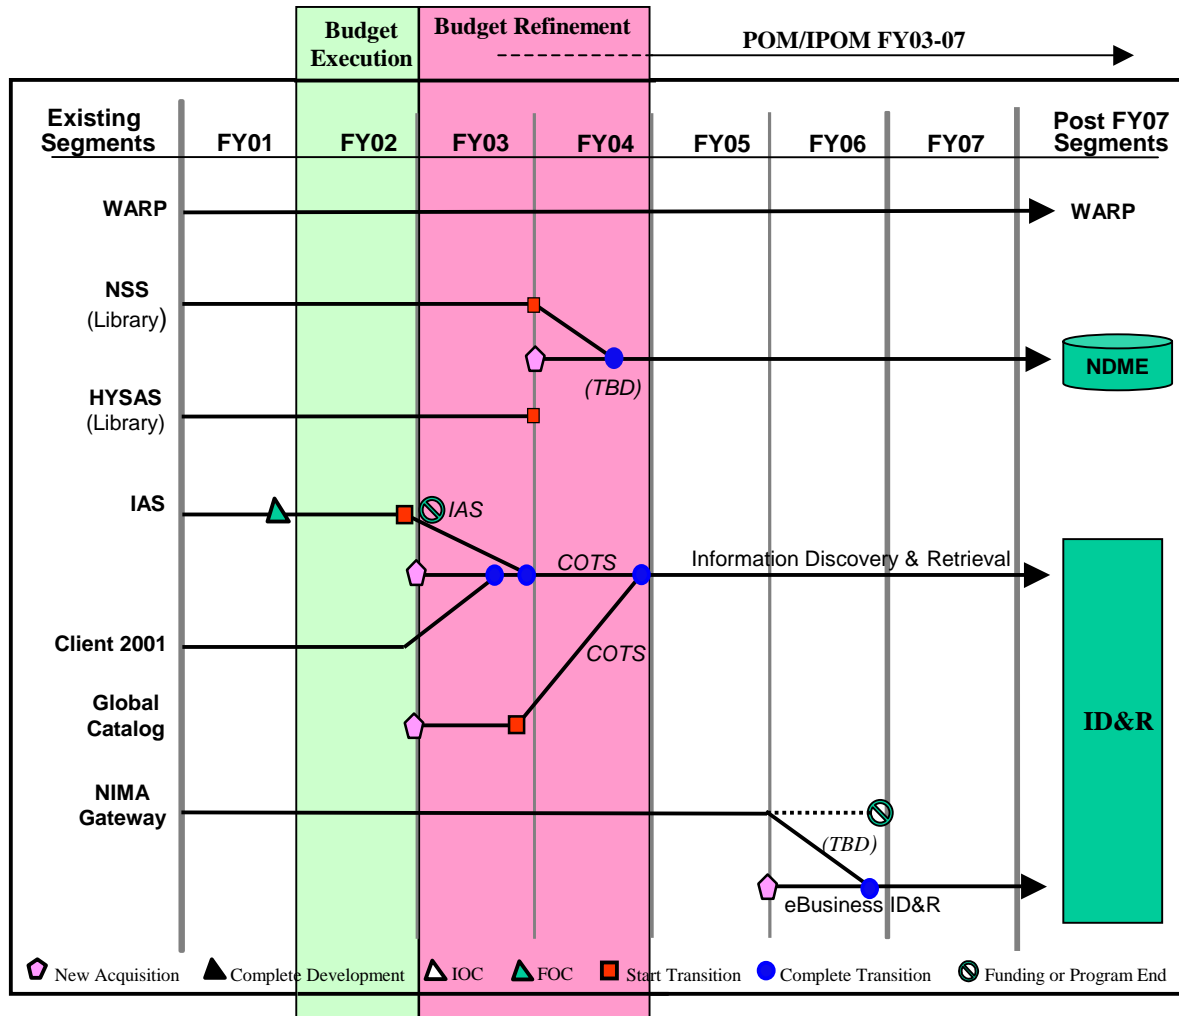 Budget
Execution
Budget Refinement
POM/IPOM FY03-07
Existing
Segments
FY01
FY02
FY03
FY04
FY05
FY06
FY07
Post FY07
Segments
WARP
WARP
NSS
(Library)
(TBD)
NDME
HYSAS
(Library)
IAS
IAS
COTS
Information Discovery & Retrieval
Client 2001
COTS
Global
Catalog
ID&R
NIMA
Gateway
(TBD)
eBusiness ID&R
New Acquisition
Complete Development
IOC
FOC
Start Transition
Complete Transition
Funding or Program End